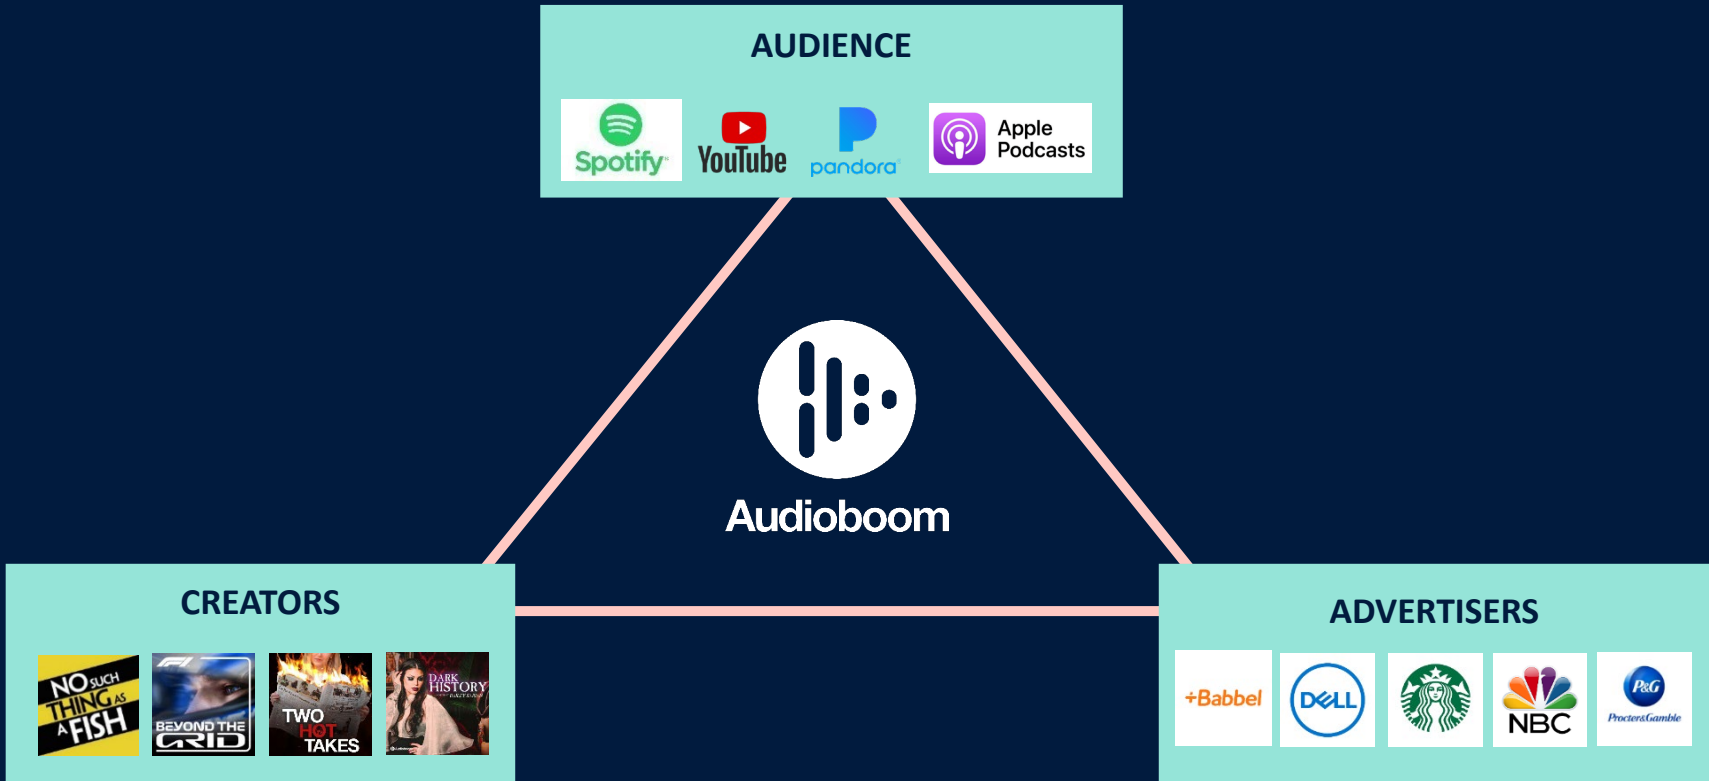 AUDIENCE
Spotify
YouTube
pandora
Apple
Podcasts
Audioboom
CREATORS
NO SUCH
THING AS
A FISH
F1
BEYOND THE
GRID
TWO
HOT
TAKES
DARK
HISTORY
ADVERTISERS
+Babbel
DELL
NBC
P&G
Procter&Gamble